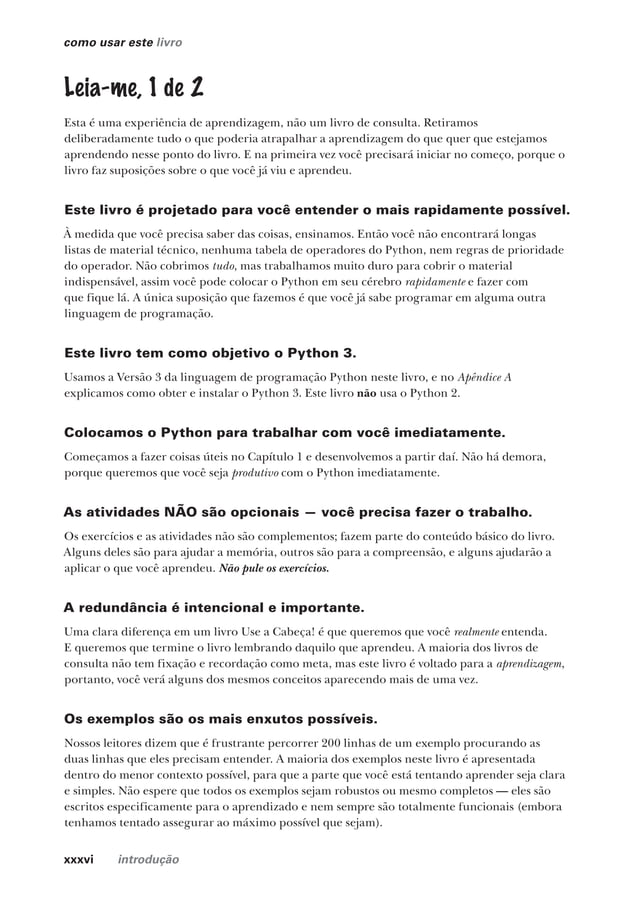 como usar este livro
Leia-me, 1 de 2
Esta é uma experiência de aprendizagem, não um livro de consulta. Retiramos
deliberadamente tudo o que poderia atrapalhar a aprendizagem do que quer que estejamos
aprendendo nesse ponto do livro. E na primeira vez você precisará iniciar no começo, porque o
livro faz suposições sobre o que você já viu e aprendeu.
Este livro é projetado para você entender o mais rapidamente possível.
À medida que você precisa saber das coisas, ensinamos. Então você não encontrará longas
listas de material técnico, nenhuma tabela de operadores do Python, nem regras de prioridade
do operador. Não cobrimos tudo, mas trabalhamos muito duro para cobrir o material
indispensável, assim você pode colocar o Python em seu cérebro rapidamente e fazer com
que fique lá. A única suposição que fazemos é que você já sabe programar em alguma outra
linguagem de programação.
Este livro tem como objetivo o Python 3.
Usamos a Versão 3 da linguagem de programação Python neste livro, e no Apêndice A
explicamos como obter e instalar o Python 3. Este livro não usa o Python 2.
Colocamos o Python para trabalhar com você imediatamente.
Começamos a fazer coisas úteis no Capítulo 1 e desenvolvemos a partir daí. Não há demora,
porque queremos que você seja produtivo com o Python imediatamente.
As atividades NÃO são opcionais — você precisa fazer o trabalho.
Os exercícios e as atividades não são complementos; fazem parte do conteúdo básico do livro.
Alguns deles são para ajudar a memória, outros são para a compreensão, e alguns ajudarão a
aplicar o que você aprendeu. Não pule os exercícios.
A redundância é intencional e importante.
Uma clara diferença em um livro Use a Cabeça! é que queremos que você realmente entenda.
E queremos que termine o livro lembrando daquilo que aprendeu. A maioria dos livros de
consulta não tem fixação e recordação como meta, mas este livro é voltado para a aprendizagem,
portanto, você verá alguns dos mesmos conceitos aparecendo mais de uma vez.
Os exemplos são os mais enxutos possíveis.
Nossos leitores dizem que é frustrante percorrer 200 linhas de um exemplo procurando as
duas linhas que eles precisam entender. A maioria dos exemplos neste livro é apresentada
dentro do menor contexto possível, para que a parte que você está tentando aprender seja clara
e simples. Não espere que todos os exemplos sejam robustos ou mesmo completos — eles são
escritos especificamente para o aprendizado e nem sempre são totalmente funcionais (embora
tenhamos tentado assegurar ao máximo possível que sejam).
xxxvi introdução